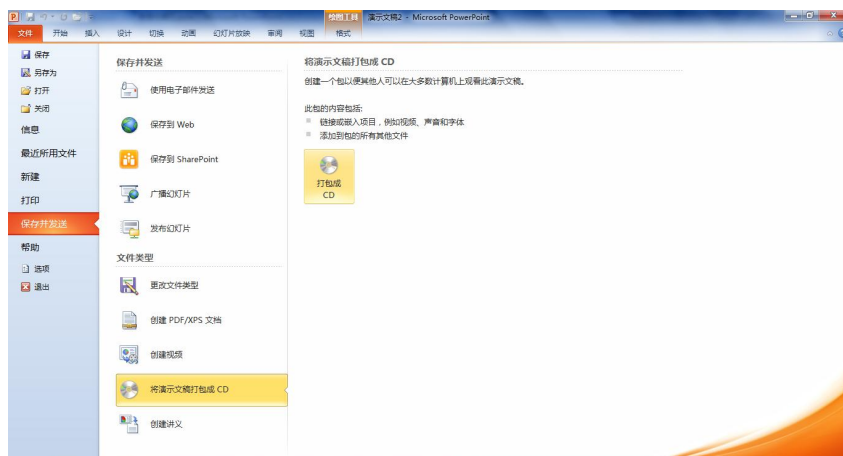 绘图工具 演示文稿2 - Microsoft PowerPoint
文件 开始 插入 设计 切换 动画 幻灯片放映 审阅 视图 格式
保存
另存为
打开
关闭
信息
最近所用文件
新建
打印
保存并发送
帮助
选项
退出
保存并发送
使用电子邮件发送
保存到 Web
保存到 SharePoint
广播幻灯片
发布幻灯片
文件类型
更改文件类型
创建 PDF/XPS 文档
创建视频
将演示文稿打包成 CD
创建讲义
将演示文稿打包成 CD
创建一个包以便其他人可以在大多数计算机上观看此演示文稿。
此包的内容包括:
链接或嵌入项目，例如视频、声音和字体
添加到包的所有其他文件
打包成
CD